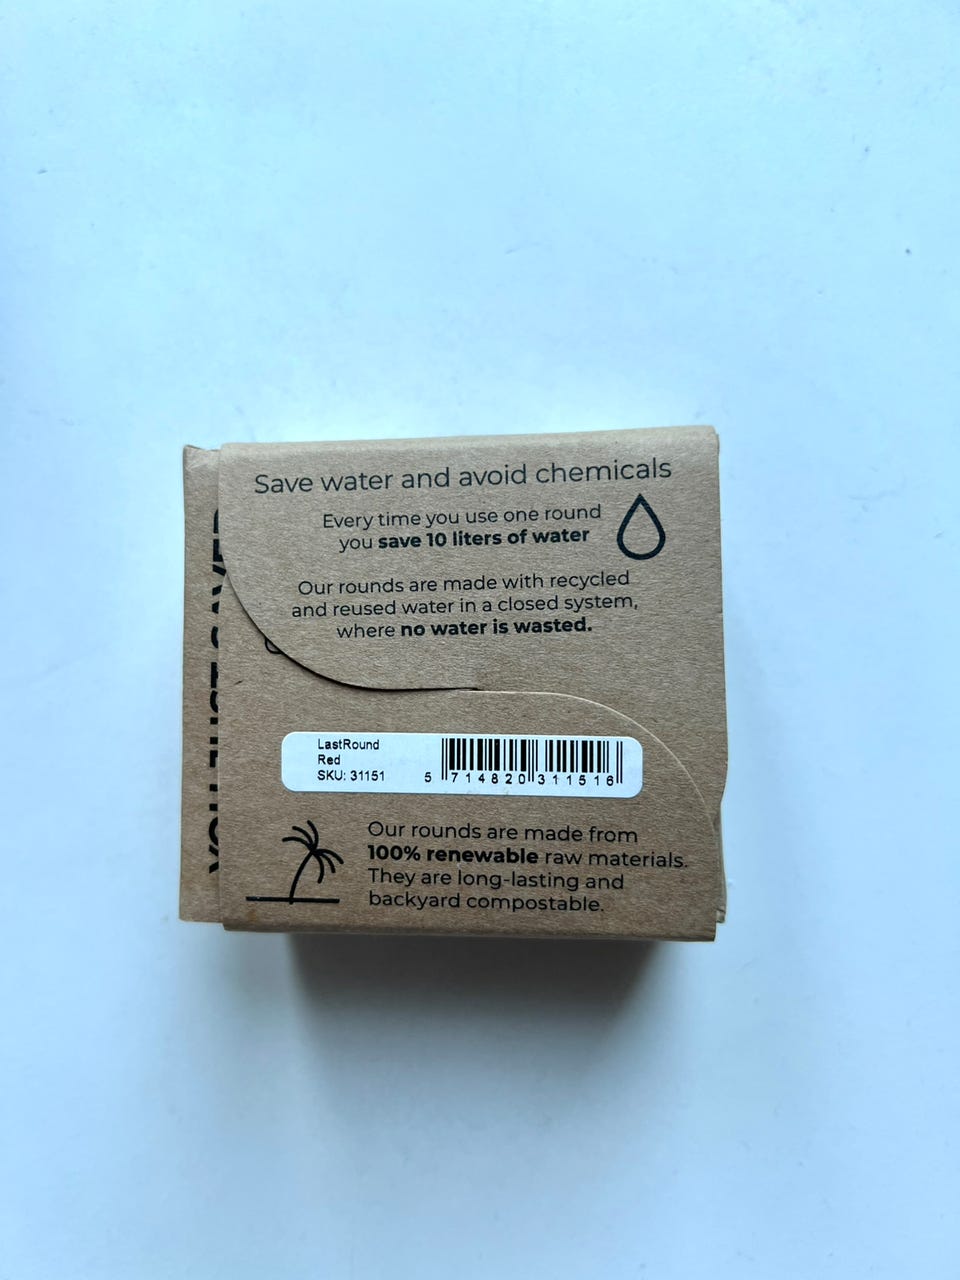 Save water and avoid chemicals
Every time you use one round
you save 10 liters of water
Our rounds are made with recycled
and reused water in a closed system,
where no water is wasted.
LastRound
Red
SKU: 31151
5 714820 311516
Our rounds are made from
100% renewable raw materials.
They are long-lasting and
backyard compostable.
YOU JUST SAVED